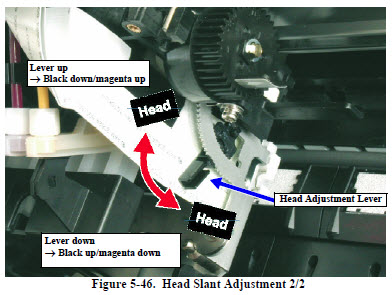 Lever up
→ Black down/magenta up
Head
Head Adjustment Lever
Head
Lever down
→ Black up/magenta down
Figure 5-46. Head Slant Adjustment 2/2